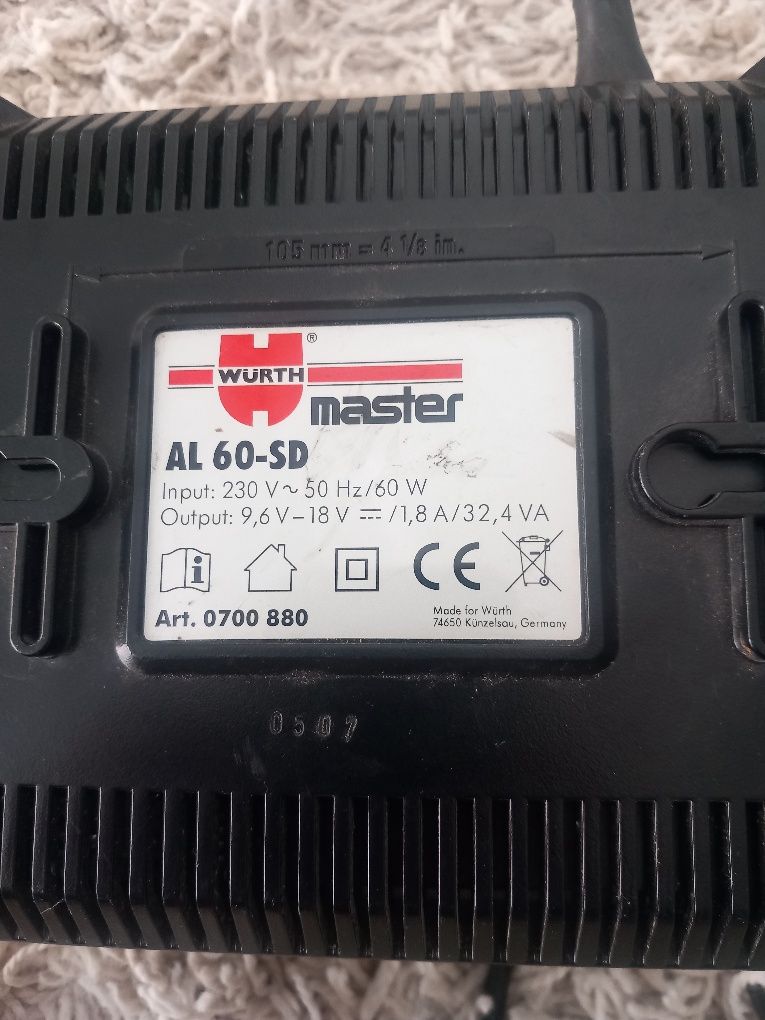 105 mm = 4 1/8 im.
WÜRTH®
master
AL 60-SD
Input: 230 V ~ 50 Hz/60 W
Output: 9,6 V – 18 V ⎓ /1,8 A/32,4 VA
i
CE
Art. 0700 880
Made for Würth
74650 Künzelsau, Germany
0507